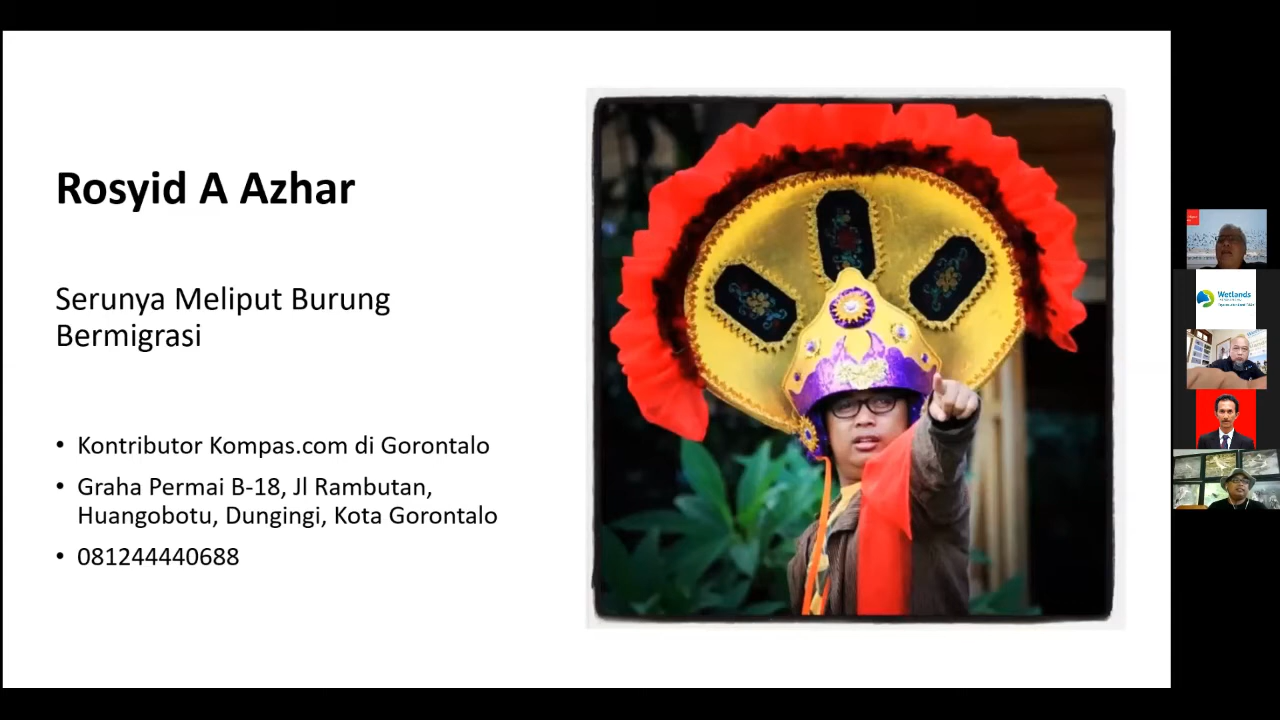 Rosyid A Azhar
Serunya Meliput Burung
Bermigrasi
• Kontributor Kompas.com di Gorontalo
• Graha Permai B-18, Jl Rambutan,
Huangobotu, Dungingi, Kota Gorontalo
• 081244440688
Wetlands